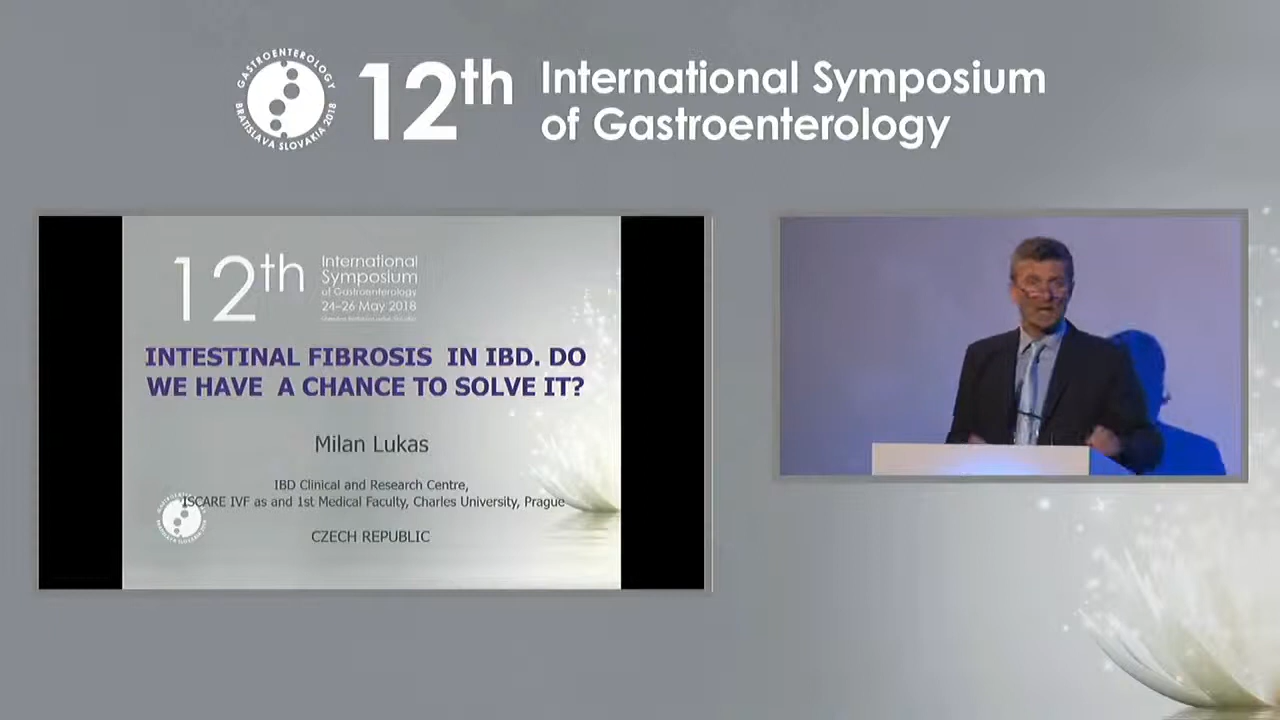 GASTROENTEROLOGY
BRATISLAVA SLOVAKIA 2018
12th
International Symposium
of Gastroenterology
12th
International
Symposium
of Gastroenterology
24–26 May 2018
INTESTINAL FIBROSIS IN IBD. DO
WE HAVE A CHANCE TO SOLVE IT?
Milan Lukas
IBD Clinical and Research Centre,
ISCARE IVF as and 1st Medical Faculty, Charles University, Prague
CZECH REPUBLIC